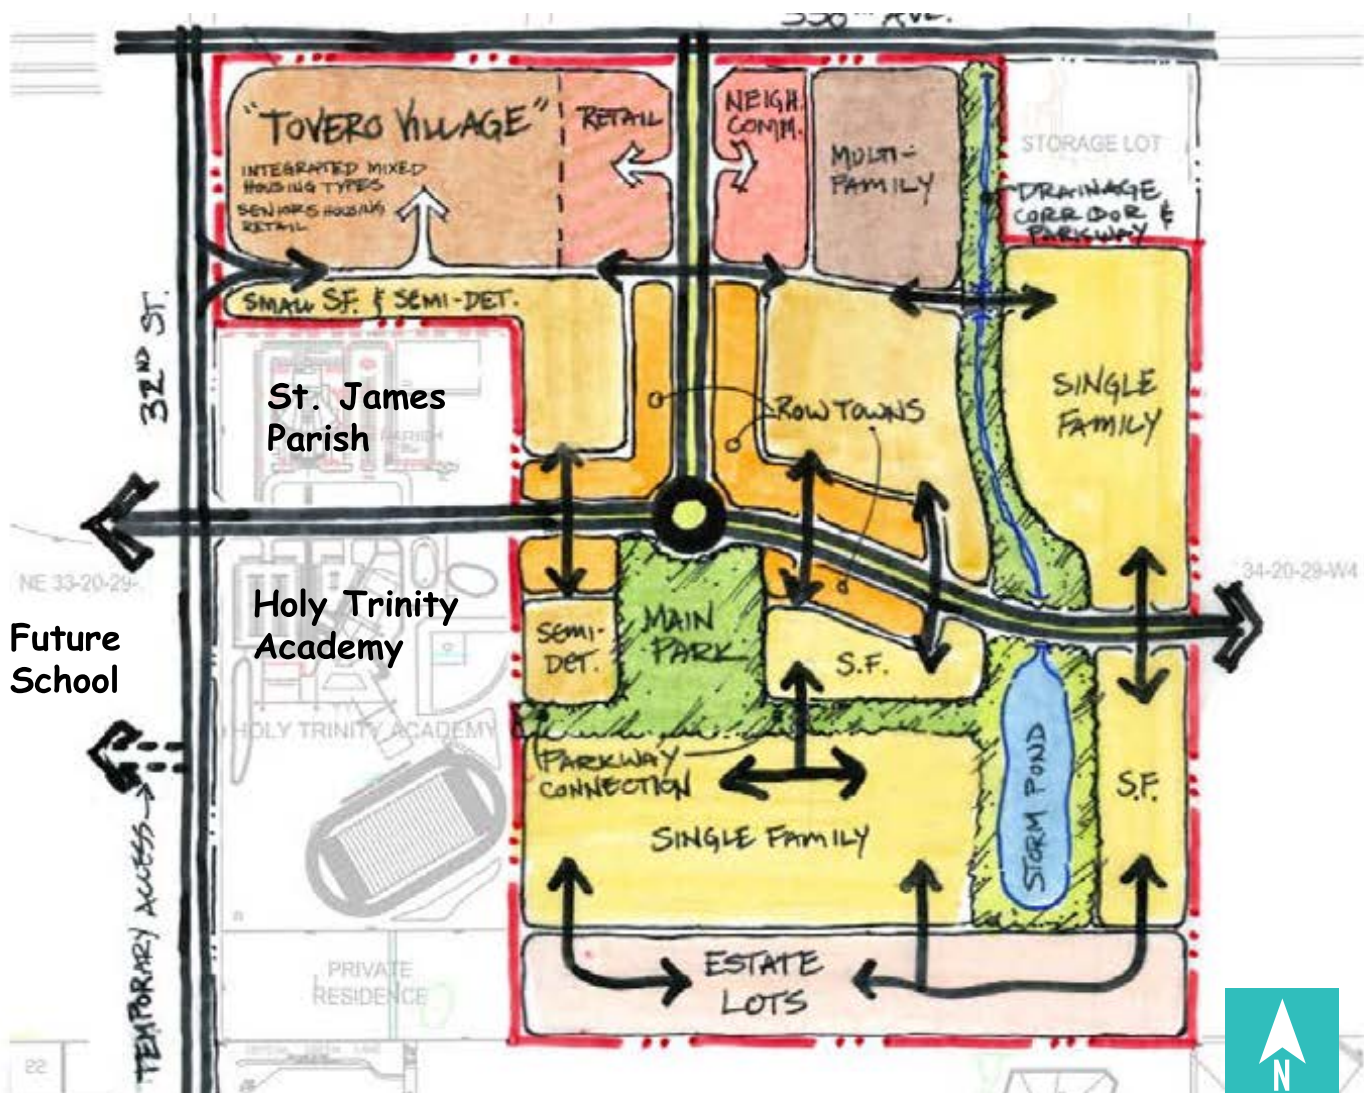 338TH AVE.
"TOVERO VILLAGE"
INTEGRATED MIXED
HOUSING TYPES
SENIORS HOUSING
RETAIL
RETAIL
NEIGH.
COMM.
MULTI-
FAMILY
STORAGE LOT
DRAINAGE
CORRIDOR &
PARKWAY
SMALL S.F. & SEMI-DET.
32ND ST.
St. James
Parish
PARISH
ROW TOWNS
SINGLE
FAMILY
NE 33-20-29-
34-20-29-W4
Future
School
Holy Trinity
Academy
SEMI-
DET.
MAIN
PARK
S.F.
HOLY TRINITY ACADEMY
PARKWAY
CONNECTION
SINGLE FAMILY
STORM POND
S.F.
TEMPORARY ACCESS
PRIVATE
RESIDENCE
ESTATE
LOTS
22
N